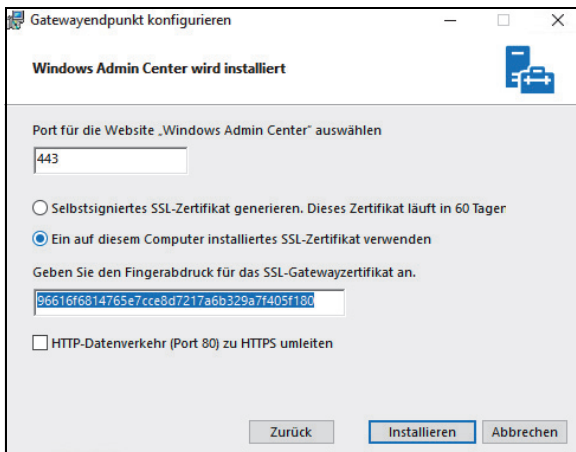 Gatewayendpunkt konfigurieren
Windows Admin Center wird installiert
Port für die Website „Windows Admin Center" auswählen
443
Selbstsigniertes SSL-Zertifikat generieren. Dieses Zertifikat läuft in 60 Tager
Ein auf diesem Computer installiertes SSL-Zertifikat verwenden
Geben Sie den Fingerabdruck für das SSL-Gatewayzertifikat an.
96616f6814765e7cce8d7217a6b329a7f405f180
HTTP-Datenverkehr (Port 80) zu HTTPS umleiten
Zurück
Installieren
Abbrechen